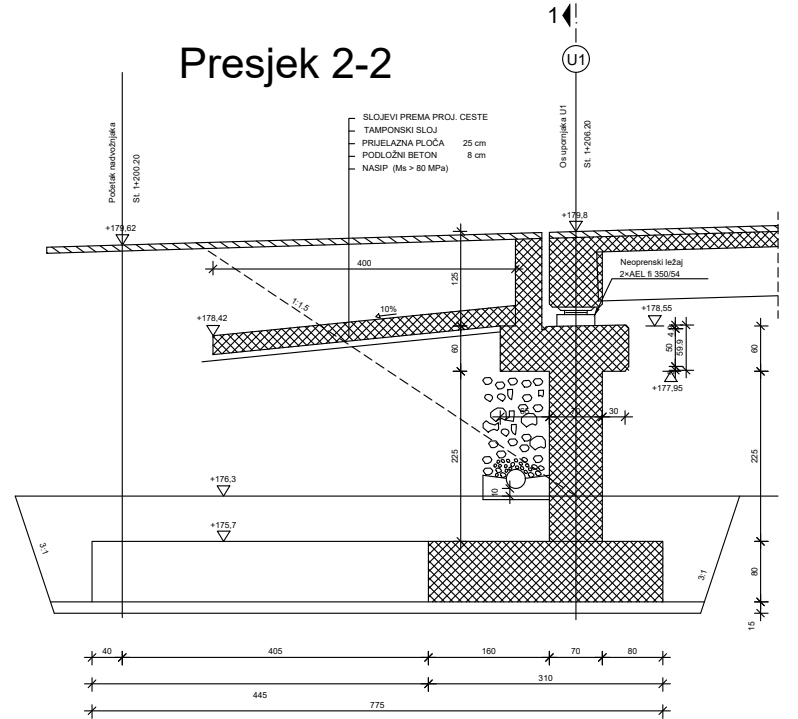 1
Presjek 2-2
U1
SLOJEVI PREMA PROJ. CESTE
TAMPONSKI SLOJ
PRIJELAZNA PLOČA 25 cm
PODLOŽNI BETON 8 cm
NASIP (Ms > 80 MPa)
Početak nadvožnjaka
St. 1+200.20
Os upornjaka U1
St. 1+206.20
+179,62
+179,8
Neoprenski ležaj
2×AEL fi 350/54
400
125
1:1.5
10%
+178,42
+178,55
60
50
59.9
60
+177,95
65
30
225
225
10
+176,3
+175,7
3:1
3:1
80
15
40
405
160
70
80
445
310
775